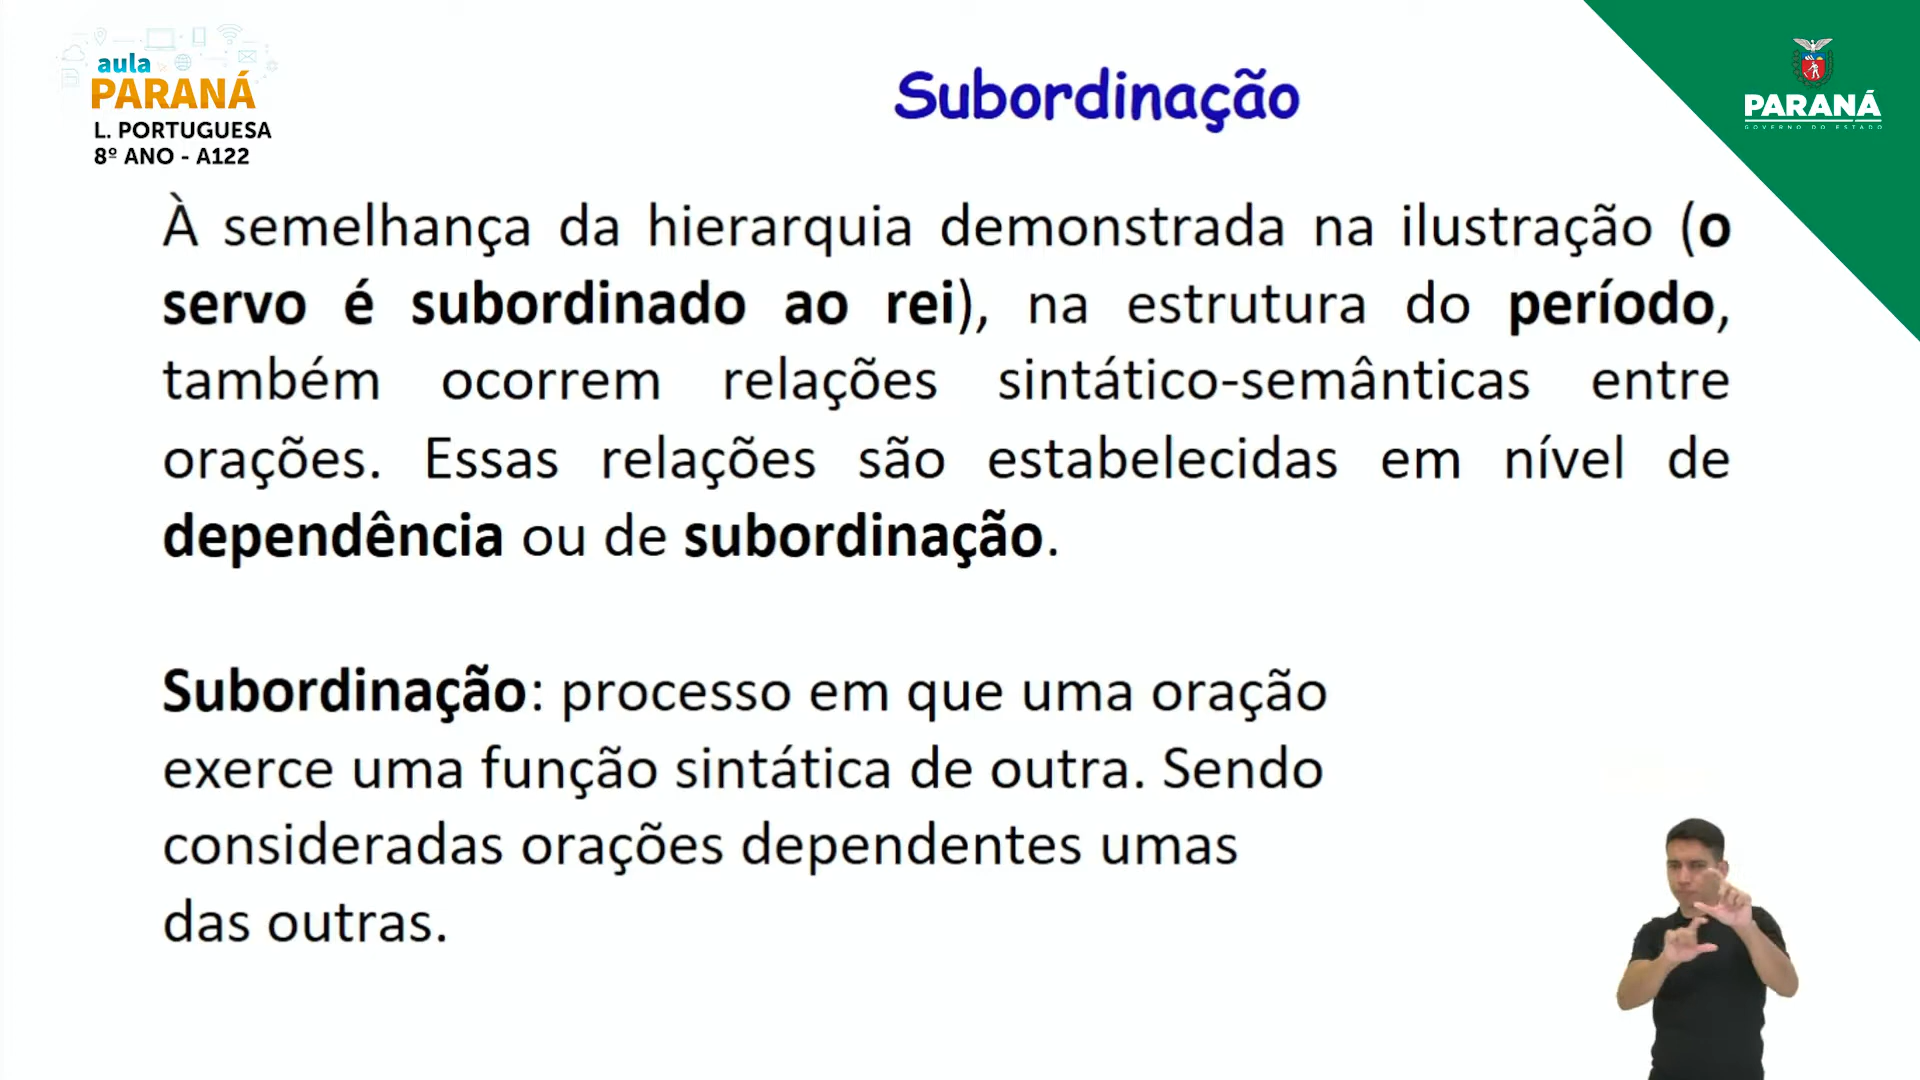 aula
PARANÁ
L. PORTUGUESA
8º ANO - A122
Subordinação
PARANÁ
GOVERNO DO ESTADO
À semelhança da hierarquia demonstrada na ilustração (o
servo é subordinado ao rei), na estrutura do período,
também ocorrem relações sintático-semânticas entre
orações. Essas relações são estabelecidas em nível de
dependência ou de subordinação.
Subordinação: processo em que uma oração
exerce uma função sintática de outra. Sendo
consideradas orações dependentes umas
das outras.